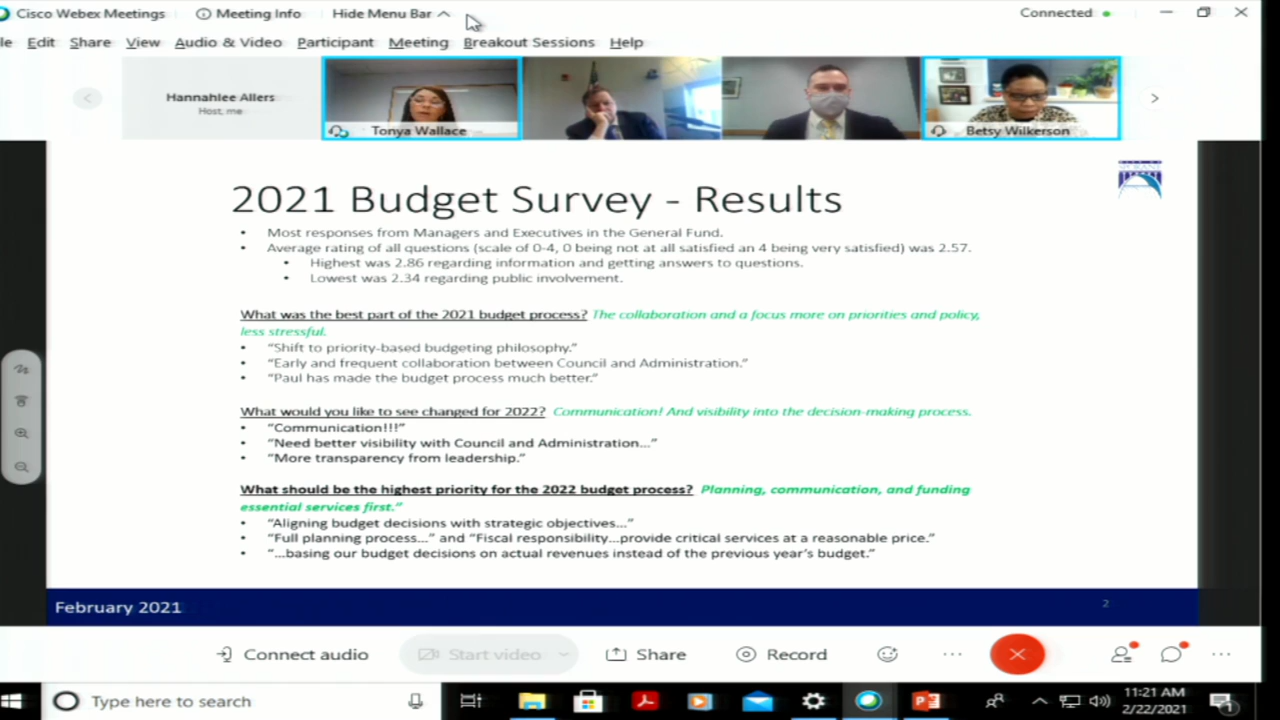 Cisco Webex Meetings
Meeting Info
Hide Menu Bar
Connected
le Edit Share View Audio & Video Participant Meeting Breakout Sessions Help
Hannahlee Allers
Host, me
Tonya Wallace
Betsy Wilkerson
2021 Budget Survey - Results
• Most responses from Managers and Executives in the General Fund.
• Average rating of all questions (scale of 0-4, 0 being not at all satisfied an 4 being very satisfied) was 2.57.
• Highest was 2.86 regarding information and getting answers to questions.
• Lowest was 2.34 regarding public involvement.
What was the best part of the 2021 budget process? The collaboration and a focus more on priorities and policy,
less stressful.
• “Shift to priority-based budgeting philosophy.”
• “Early and frequent collaboration between Council and Administration.”
• “Paul has made the budget process much better.”
What would you like to see changed for 2022? Communication! And visibility into the decision-making process.
• “Communication!!!”
• “Need better visibility with Council and Administration...”
• “More transparency from leadership.”
What should be the highest priority for the 2022 budget process? Planning, communication, and funding
essential services first.”
• “Aligning budget decisions with strategic objectives...”
• “Full planning process...” and “Fiscal responsibility...provide critical services at a reasonable price.”
• “...basing our budget decisions on actual revenues instead of the previous year’s budget.”
February 2021
2
Connect audio
Start video
Share
Record
Type here to search
11:21 AM
2/22/2021
1